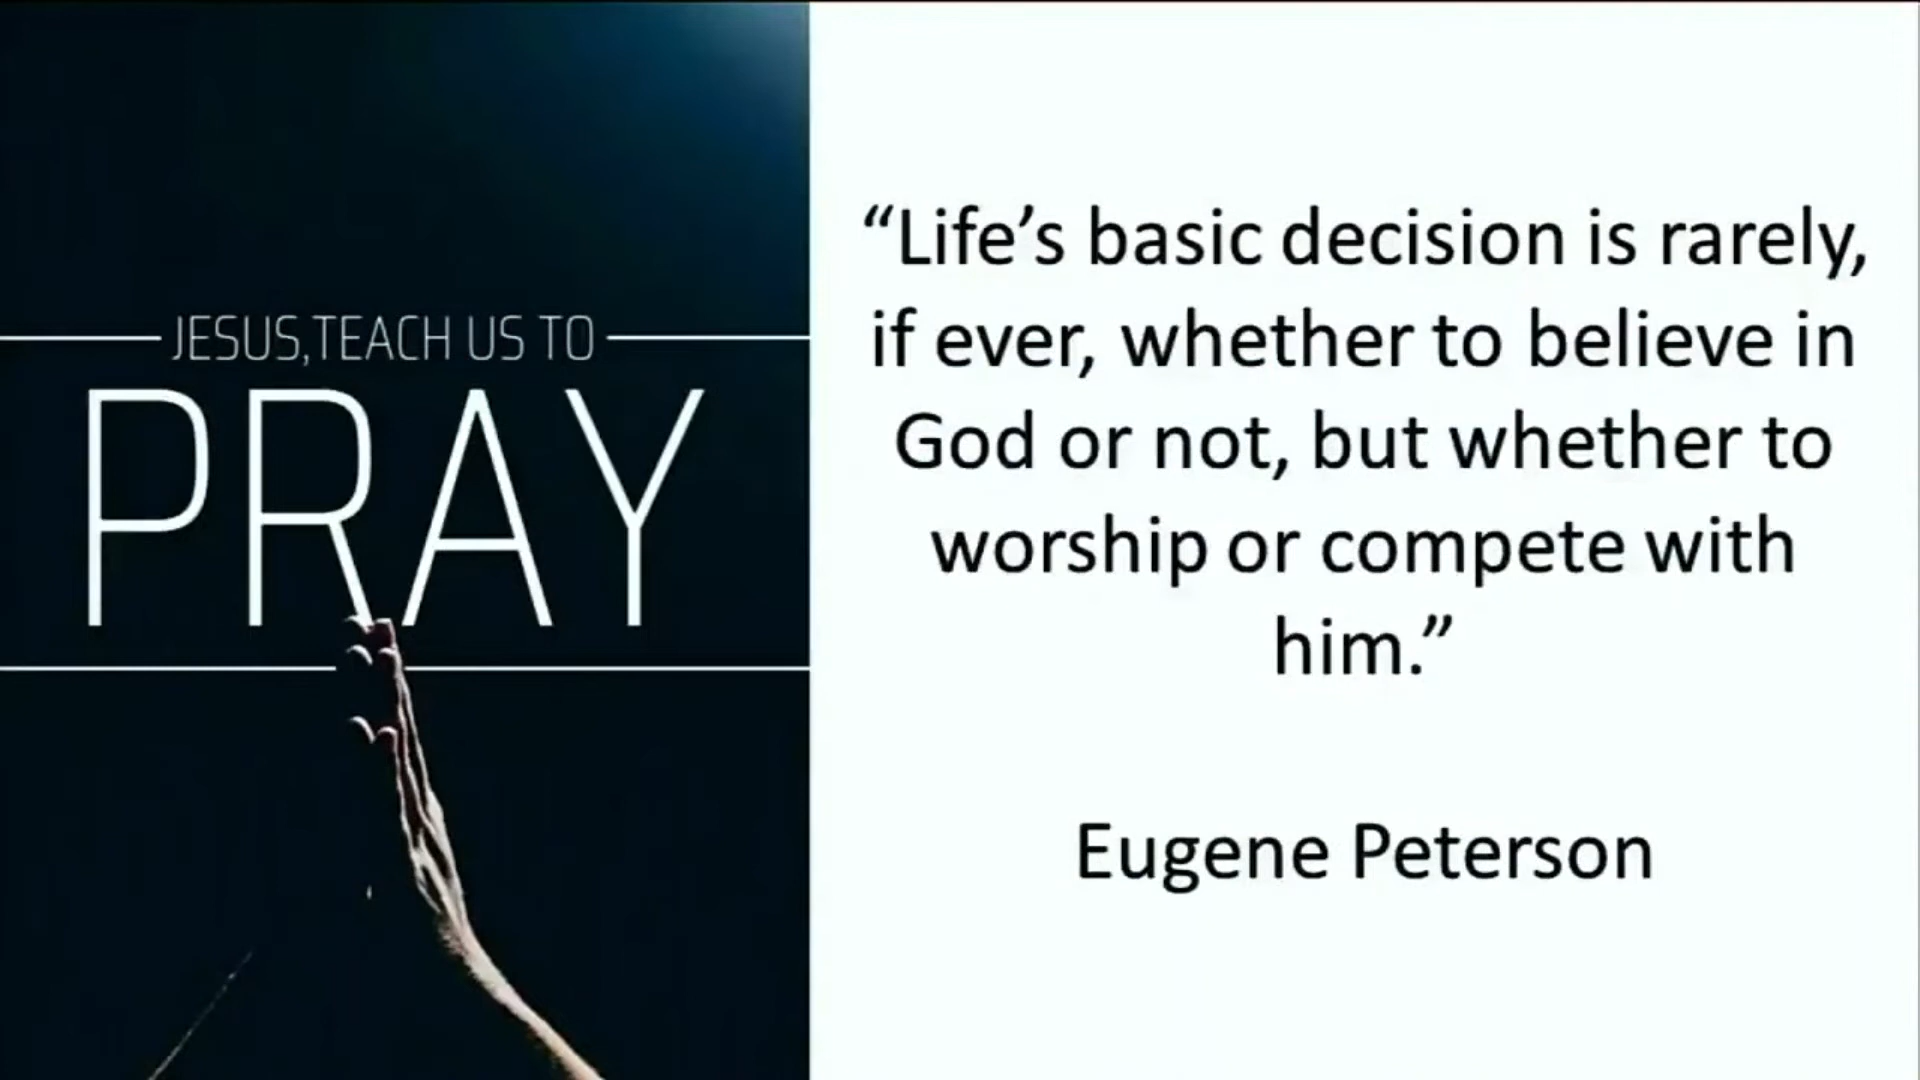 JESUS,TEACH US TO
PRAY
“Life’s basic decision is rarely,
if ever, whether to believe in
God or not, but whether to
worship or compete with
him.”
Eugene Peterson